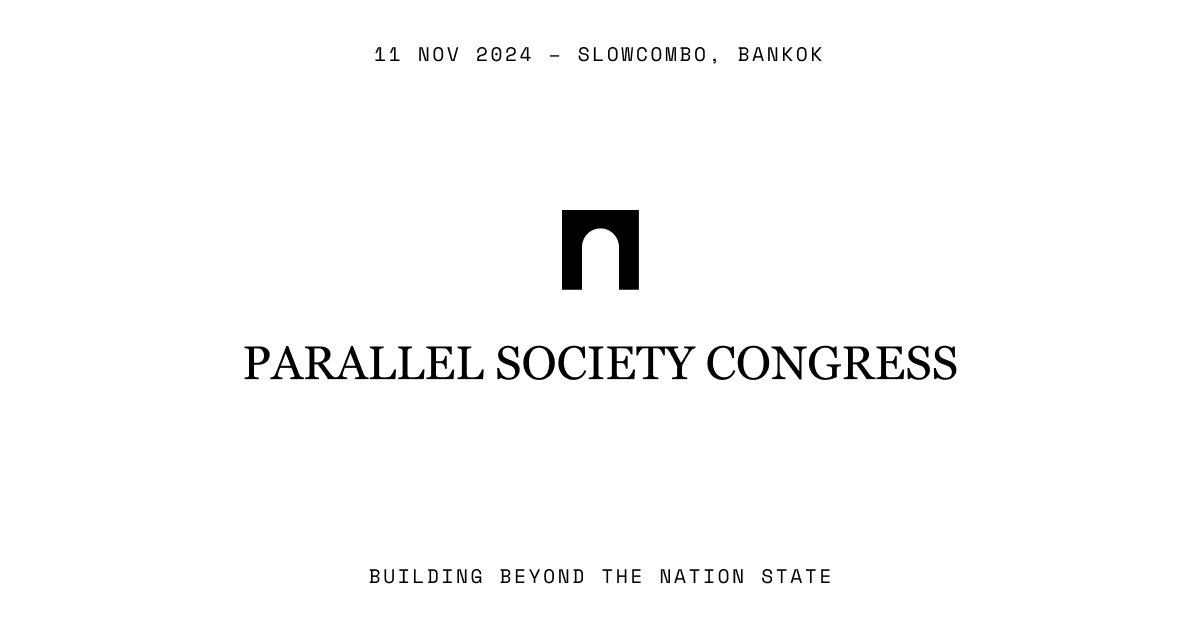 11 NOV 2024 – SLOWCOMBO, BANKOK
PARALLEL SOCIETY CONGRESS
BUILDING BEYOND THE NATION STATE